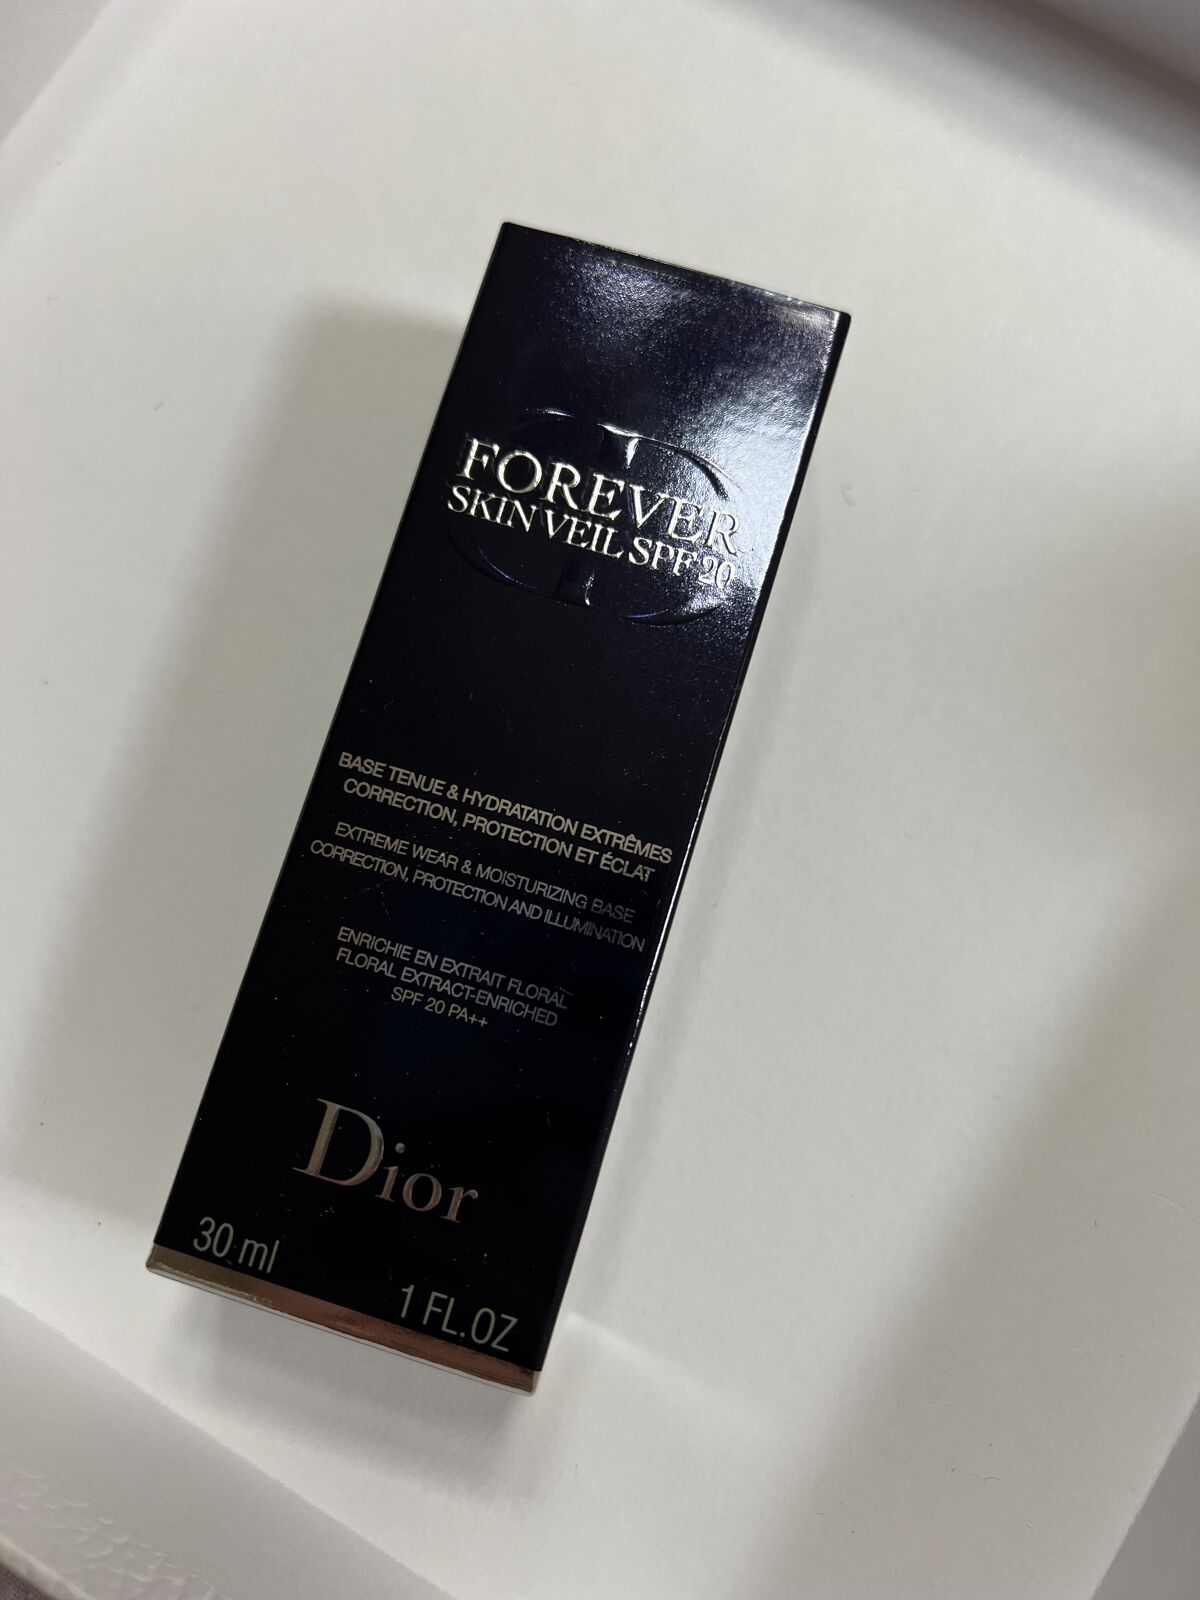 FOREVER
SKIN VEIL SPF 20
BASE TENUE & HYDRATATION EXTRÊMES
CORRECTION, PROTECTION ET ÉCLAT
EXTREME WEAR & MOISTURIZING BASE
CORRECTION, PROTECTION AND ILLUMINATION
ENRICHIE EN EXTRAIT FLORAL
FLORAL EXTRACT-ENRICHED
SPF 20 PA++
Dior
30 ml
1 FL.OZ